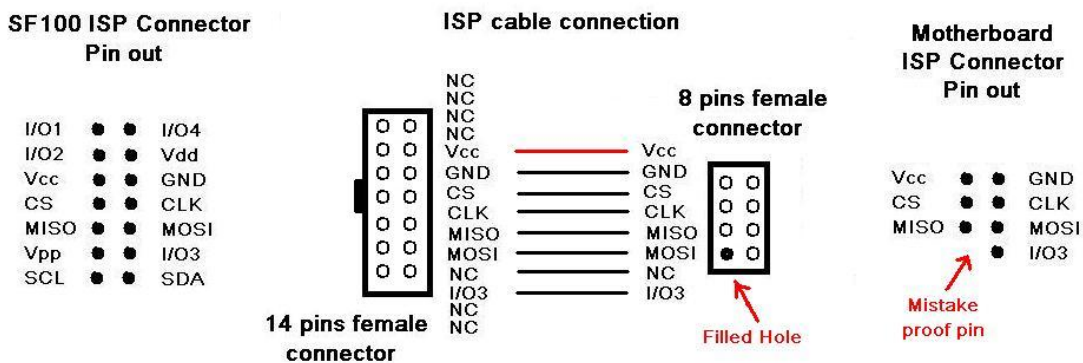 SF100 ISP Connector
Pin out
I/O1 I/O4
I/O2 Vdd
Vcc GND
CS CLK
MISO MOSI
Vpp I/O3
SCL SDA
ISP cable connection
NC
NC
NC
NC
Vcc Vcc
GND GND
CS CS
CLK CLK
MISO MISO
MOSI MOSI
NC NC
I/O3 I/O3
NC
NC
14 pins female
connector
8 pins female
connector
Filled Hole
Motherboard
ISP Connector
Pin out
Vcc GND
CS CLK
MISO MOSI
I/O3
Mistake
proof pin